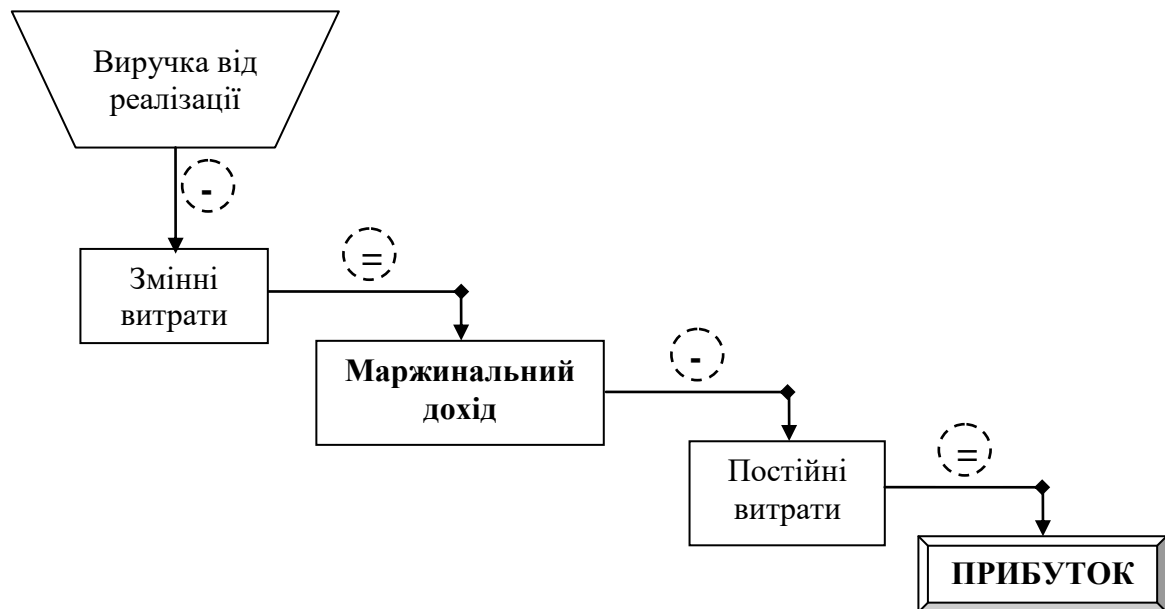 Виручка від
реалізації
-
Змінні
витрати
=
Маржинальний
дохід
-
Постійні
витрати
=
ПРИБУТОК